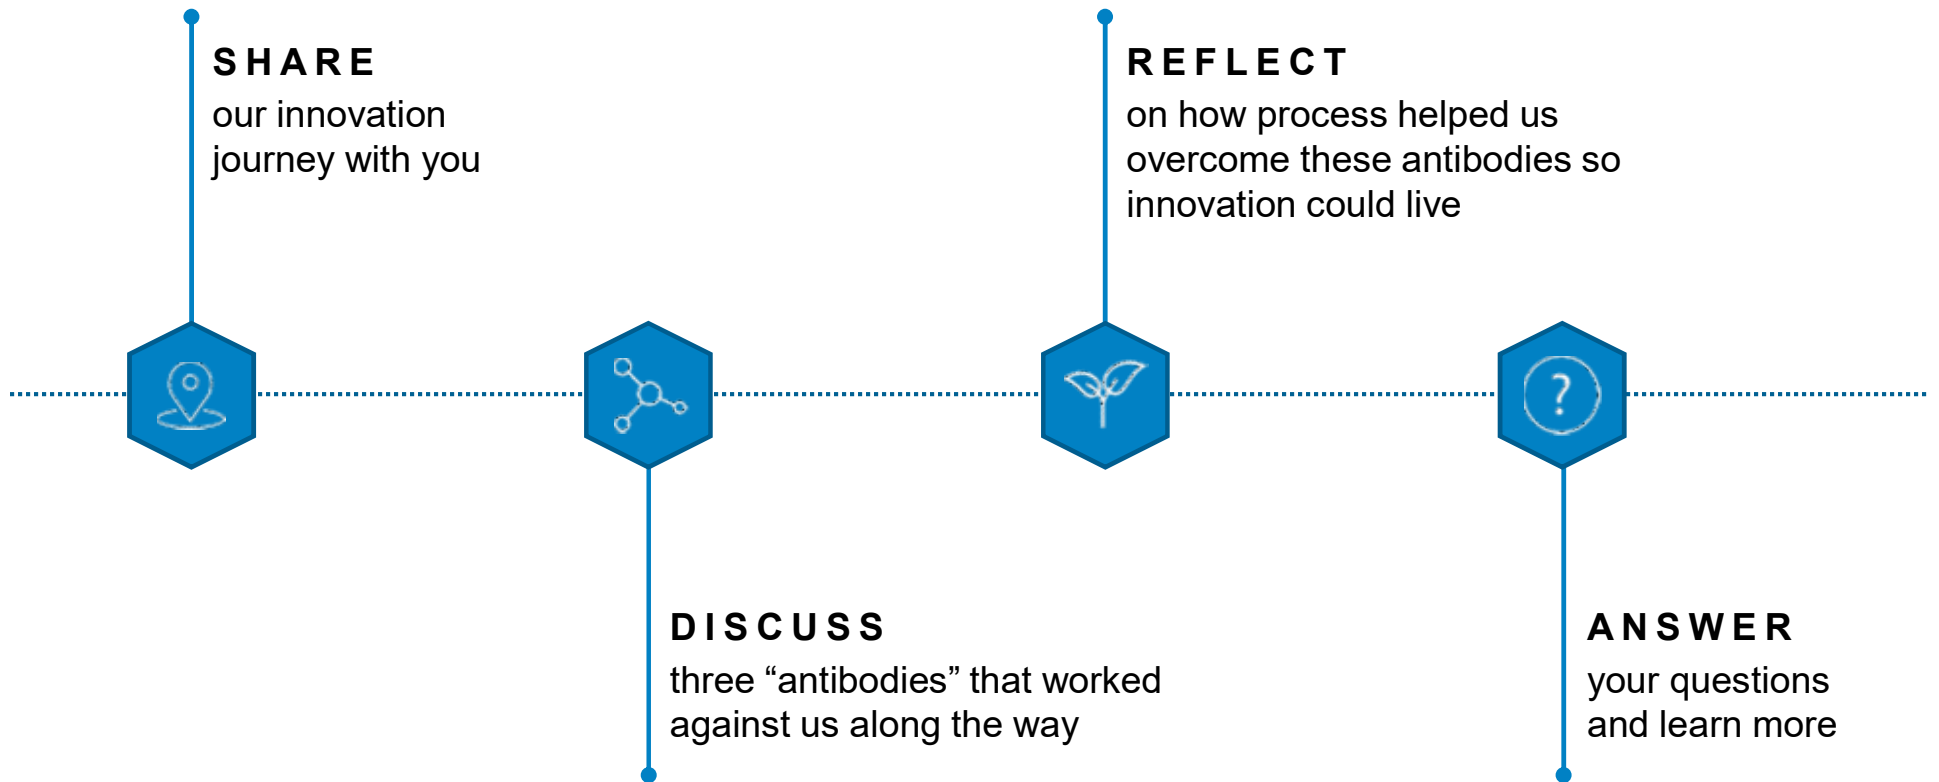 SHARE
our innovation
journey with you
DISCUSS
three “antibodies” that worked
against us along the way
REFLECT
on how process helped us
overcome these antibodies so
innovation could live
?
ANSWER
your questions
and learn more